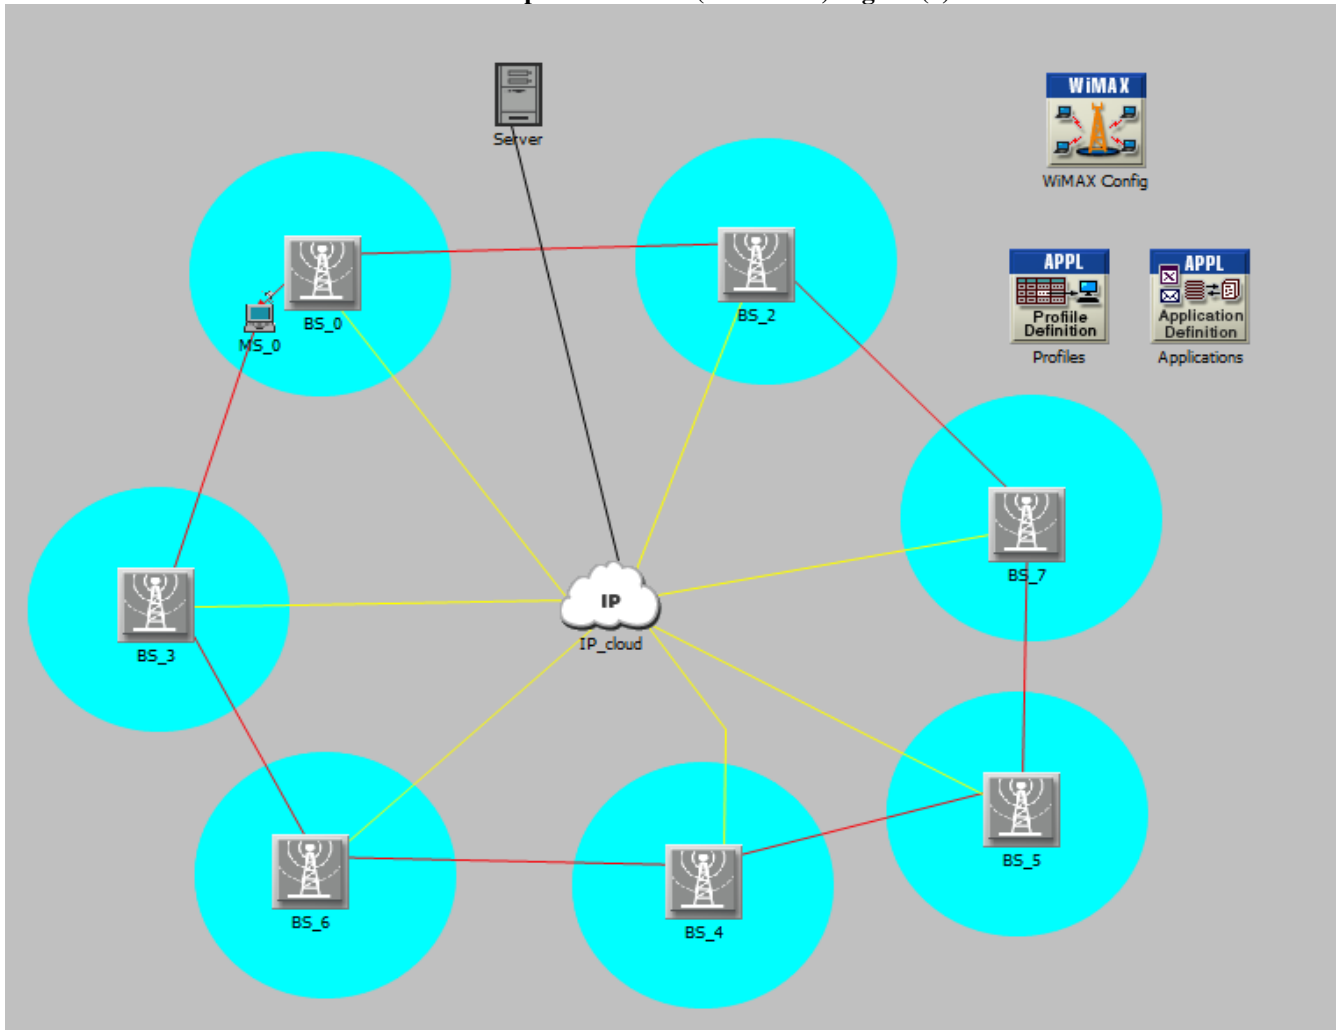 Server
WiMAX
WiMAX Config
BS_0
MS_0
BS_2
APPL
Profiile
Definition
Profiles
APPL
Application
Definition
Applications
BS_7
IP
IP_cloud
BS_3
BS_5
BS_6
BS_4